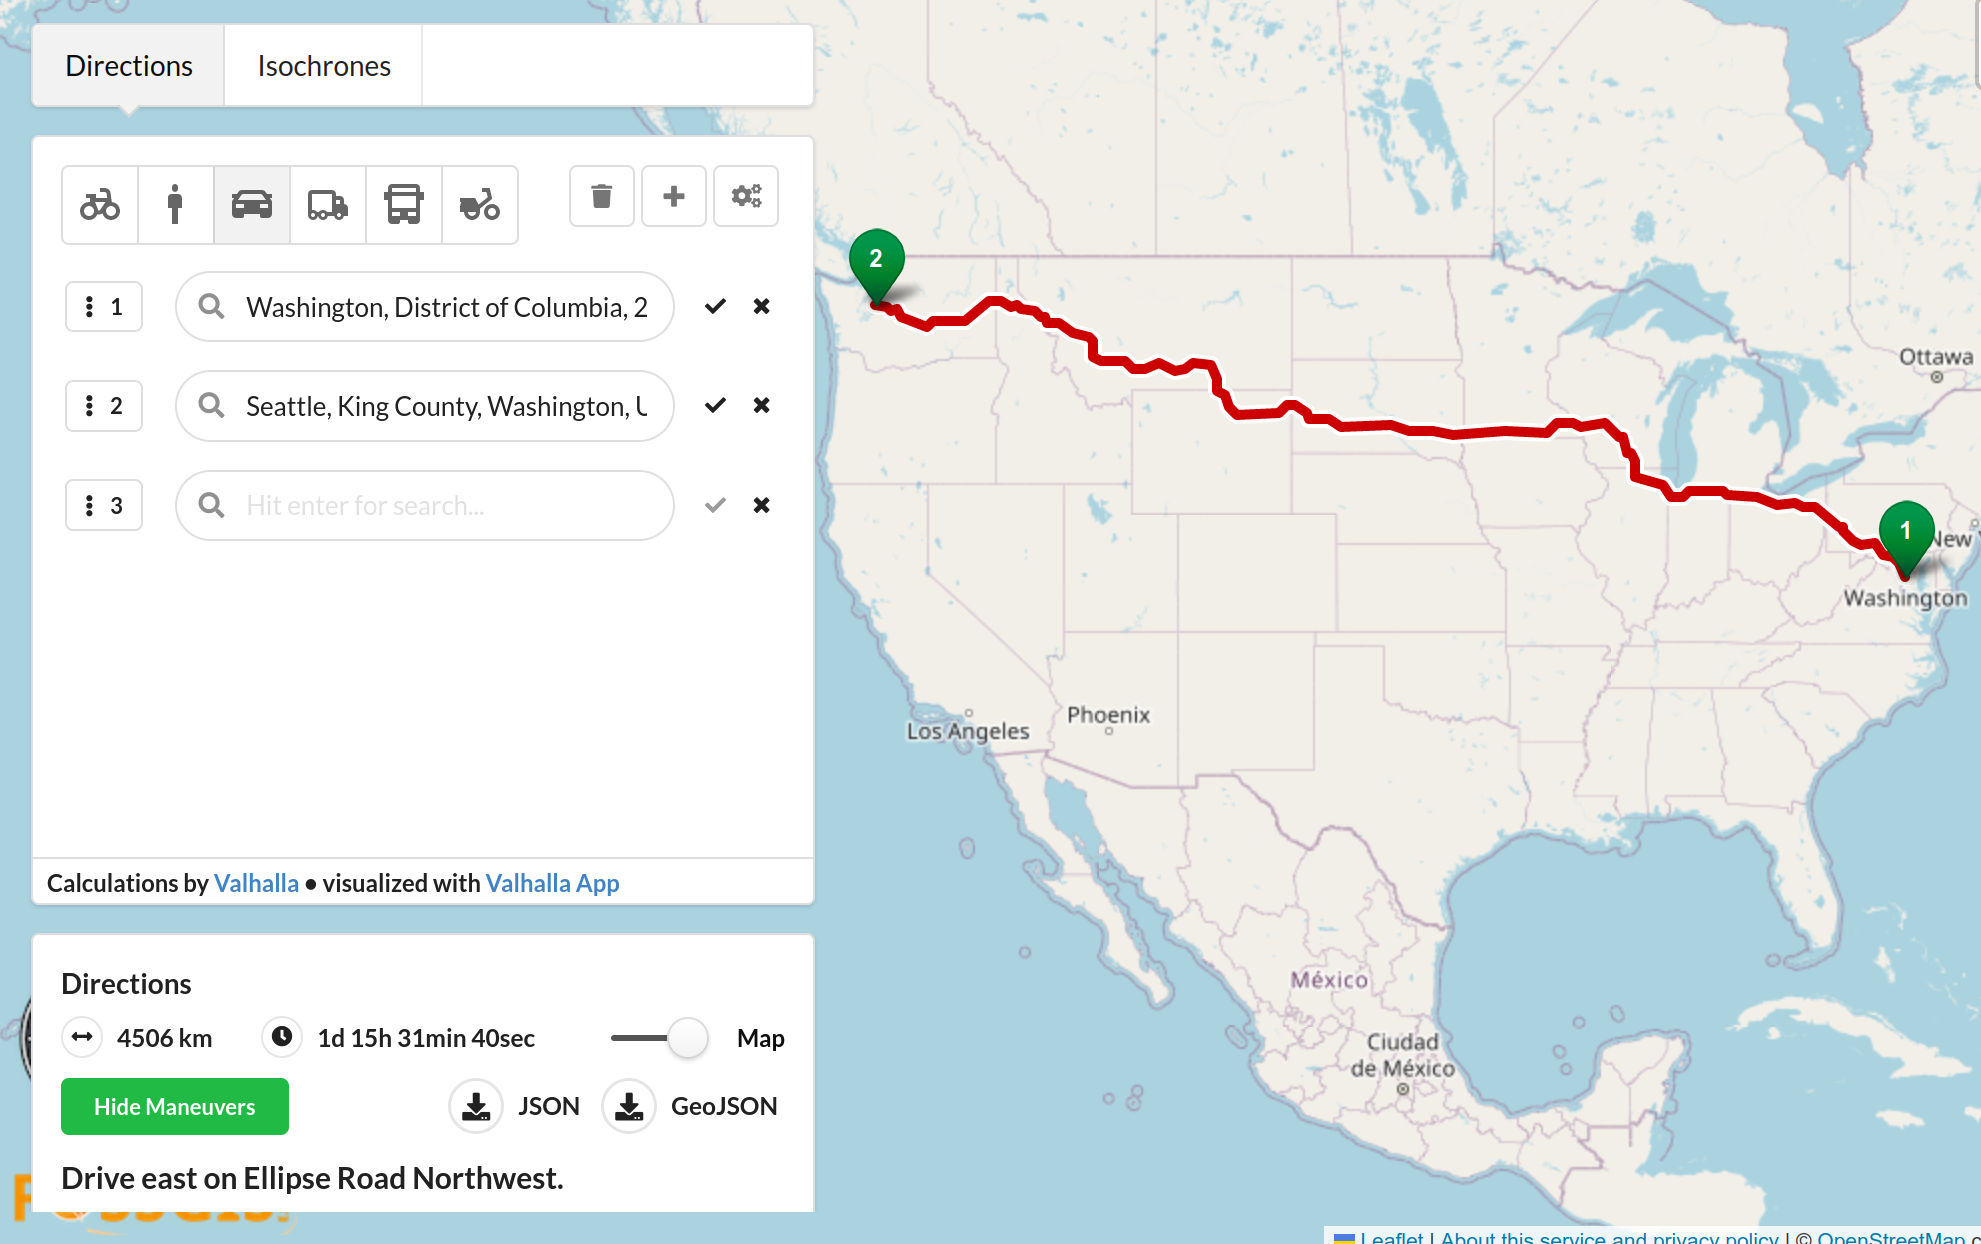 Directions
Isochrones
1 Washington, District of Columbia, 2
2 Seattle, King County, Washington, U
3 Hit enter for search...
Calculations by Valhalla • visualized with Valhalla App
Directions
4506 km 1d 15h 31min 40sec Map
Hide Maneuvers JSON GeoJSON
Drive east on Ellipse Road Northwest.
2
1
Ottawa
New
Washington
Phoenix
Los Angeles
México
Ciudad
de México
Leaflet | About this service and privacy policy | © OpenStreetMap c